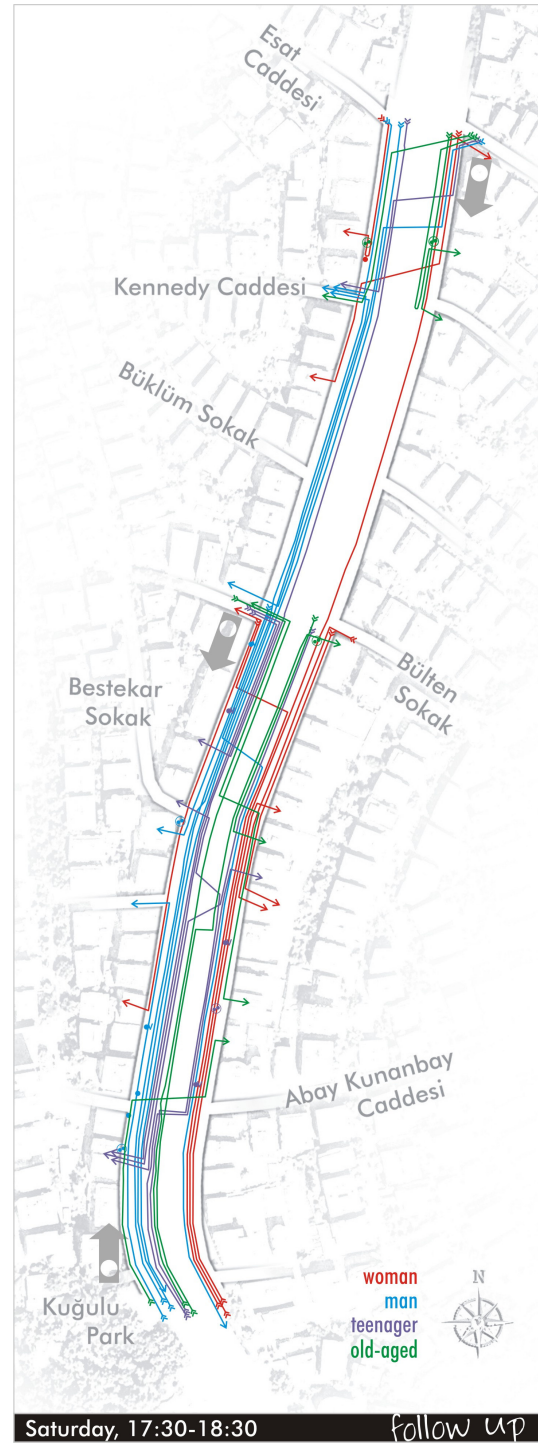 Esat
Caddesi
Kennedy Caddesi
Büklüm Sokak
Bestekar
Sokak
Bülten
Sokak
Abay Kunanbay
Caddesi
Kuğulu
Park
woman
man
teenager
old-aged
N
Saturday, 17:30-18:30
follow up